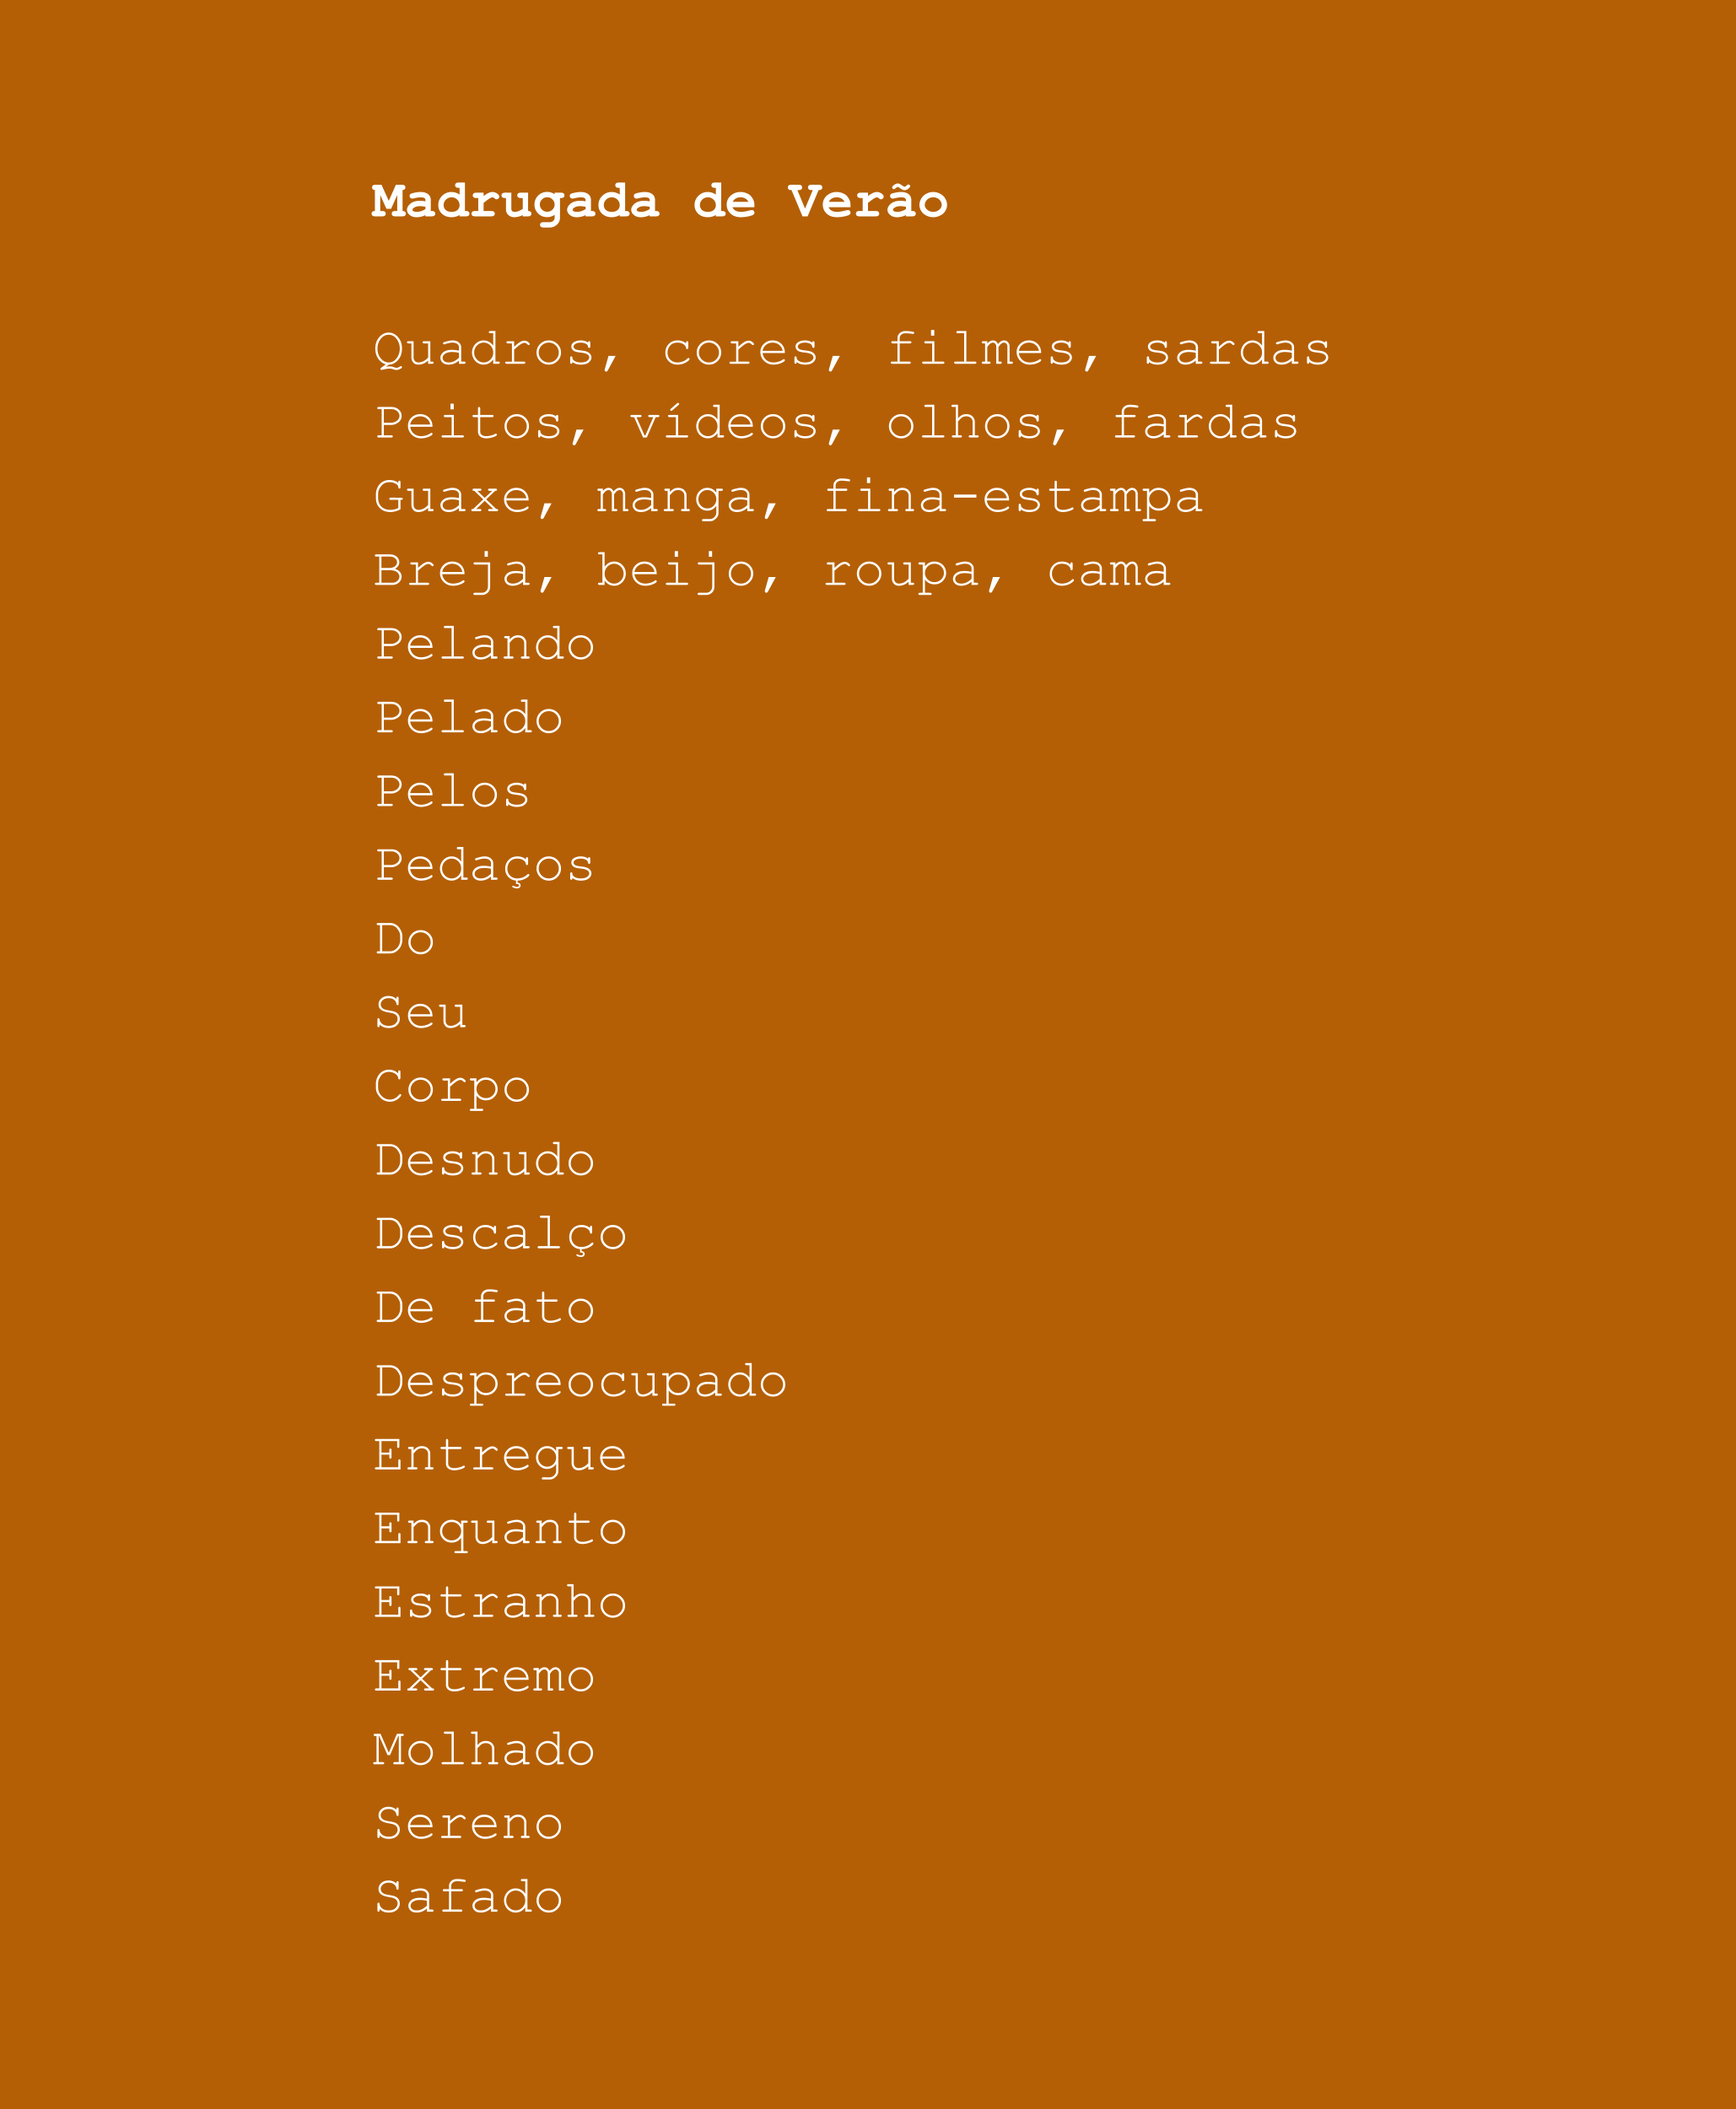 Madrugada de Verão
Quadros, cores, filmes, sardas
Peitos, vídeos, olhos, fardas
Guaxe, manga, fina-estampa
Breja, beijo, roupa, cama
Pelando
Pelado
Pelos
Pedaços
Do
Seu
Corpo
Desnudo
Descalço
De fato
Despreocupado
Entregue
Enquanto
Estranho
Extremo
Molhado
Sereno
Safado